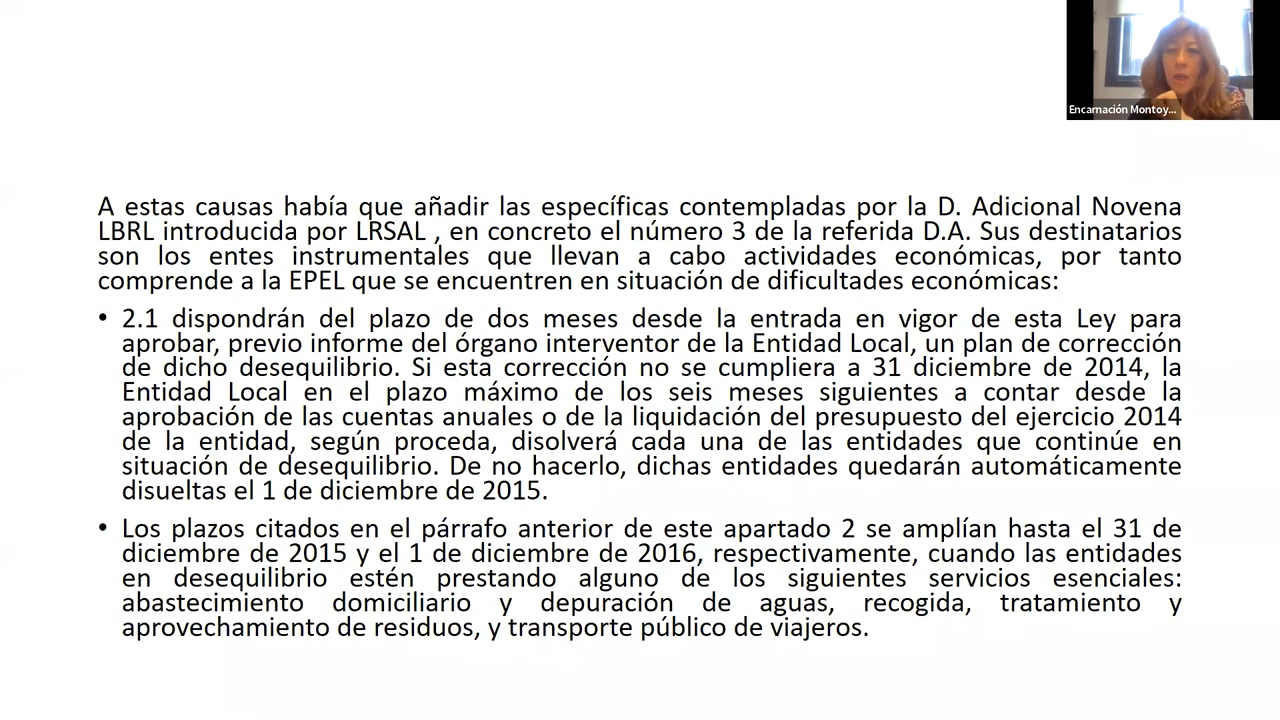 Encarnación Montoy...
A estas causas había que añadir las específicas contempladas por la D. Adicional Novena
LBRL introducida por LRSAL , en concreto el número 3 de la referida D.A. Sus destinatarios
son los entes instrumentales que llevan a cabo actividades económicas, por tanto
comprende a la EPEL que se encuentren en situación de dificultades económicas:
• 2.1 dispondrán del plazo de dos meses desde la entrada en vigor de esta Ley para
aprobar, previo informe del órgano interventor de la Entidad Local, un plan de corrección
de dicho desequilibrio. Si esta corrección no se cumpliera a 31 diciembre de 2014, la
Entidad Local en el plazo máximo de los seis meses siguientes a contar desde la
aprobación de las cuentas anuales o de la liquidación del presupuesto del ejercicio 2014
de la entidad, según proceda, disolverá cada una de las entidades que continúe en
situación de desequilibrio. De no hacerlo, dichas entidades quedarán automáticamente
disueltas el 1 de diciembre de 2015.
• Los plazos citados en el párrafo anterior de este apartado 2 se amplían hasta el 31 de
diciembre de 2015 y el 1 de diciembre de 2016, respectivamente, cuando las entidades
en desequilibrio estén prestando alguno de los siguientes servicios esenciales:
abastecimiento domiciliario y depuración de aguas, recogida, tratamiento y
aprovechamiento de residuos, y transporte público de viajeros.